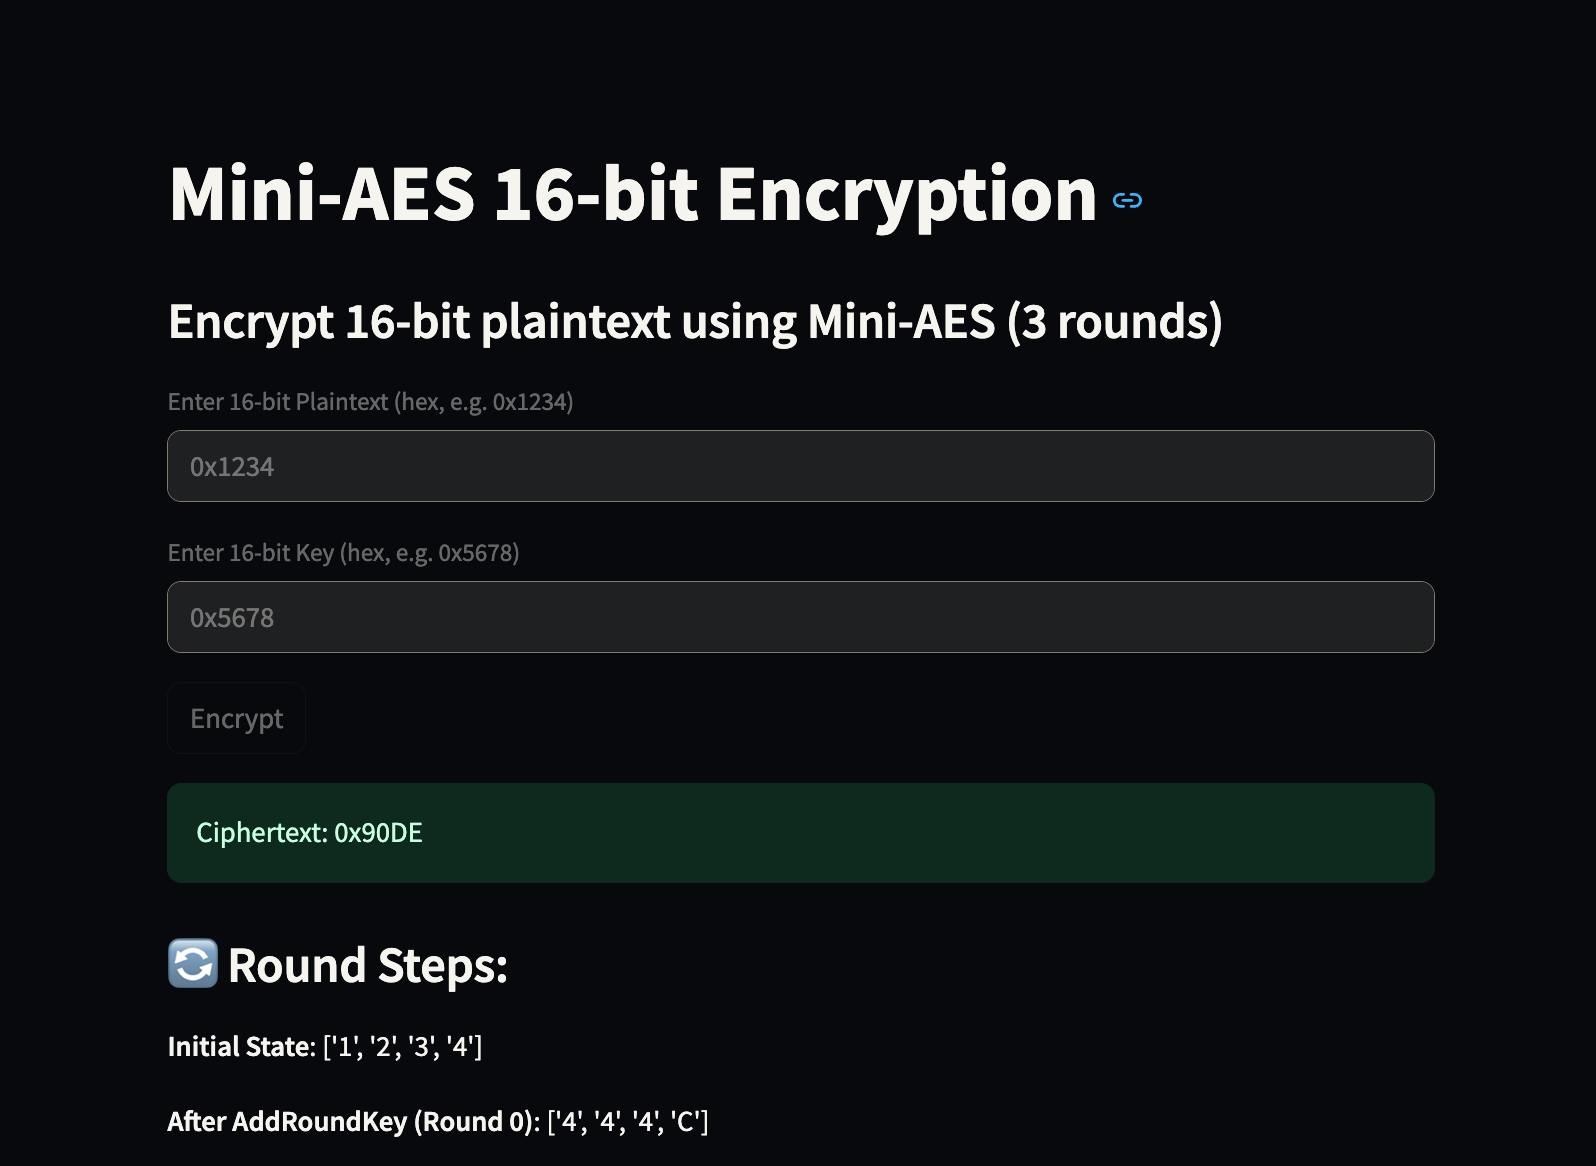 Mini-AES 16-bit Encryption
Encrypt 16-bit plaintext using Mini-AES (3 rounds)
Enter 16-bit Plaintext (hex, e.g. 0x1234)
0x1234
Enter 16-bit Key (hex, e.g. 0x5678)
0x5678
Encrypt
Ciphertext: 0x90DE
Round Steps:
Initial State: ['1', '2', '3', '4']
After AddRoundKey (Round 0): ['4', '4', '4', 'C']